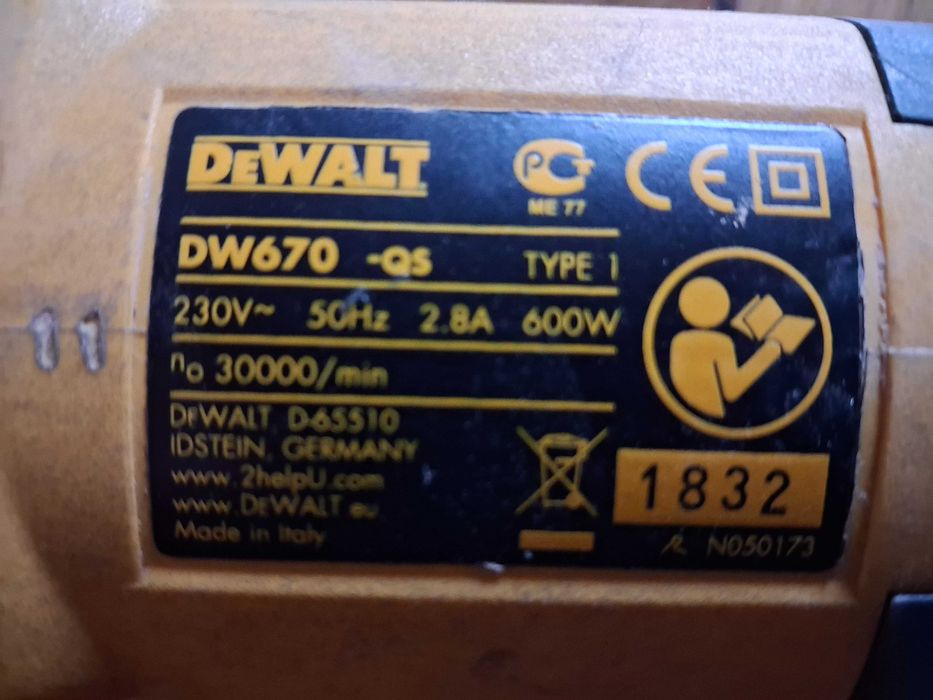 DEWALT
PCT
ME 77
CE
DW670 -QS TYPE 1
230V~ 50Hz 2.8A 600W
no 30000/min
DEWALT, D-65510
IDSTEIN, GERMANY
www.2helpU.com
www.DEWALT.eu
Made in Italy
1832
N050173